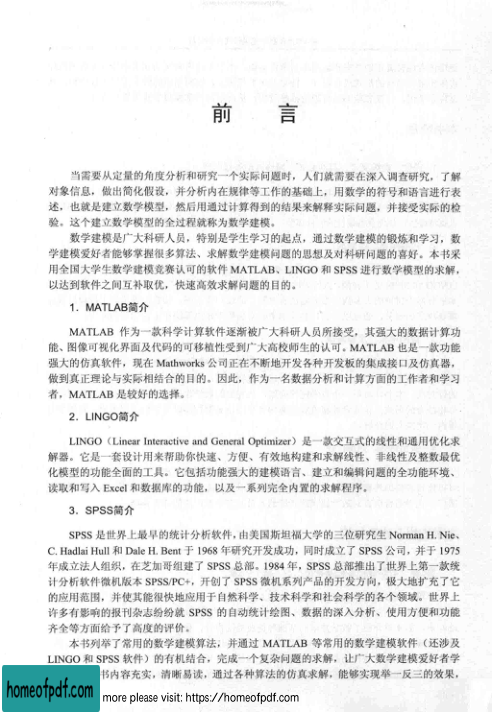 前 言
当需要从定量的角度分析和研究一个实际问题时，人们就需要在深入调查研究，了解
对象信息，做出简化假设，并分析内在规律等工作的基础上，用数学的符号和语言进行表
述，也就是建立数学模型，然后用通过计算得到的结果来解释实际问题，并接受实际的检
验。这个建立数学模型的全过程就称为数学建模。
数学建模是广大科研人员，特别是学生学习的起点，通过数学建模的锻炼和学习，数
学建模爱好者能够掌握很多算法、求解数学建模问题的思想及对科研问题的喜好。本书采
用全国大学生数学建模竞赛认可的软件 MATLAB、LINGO 和 SPSS 进行数学模型的求解，
以达到软件之间互补取优，快速高效求解问题的目的。
1．MATLAB简介
MATLAB 作为一款科学计算软件逐渐被广大科研人员所接受，其强大的数据计算功
能、图像可视化界面及代码的可移植性受到广大高校师生的认可。MATLAB 也是一款功能
强大的仿真软件，现在 Mathworks 公司正在不断地开发各种开发板的集成接口及仿真器，
做到真正理论与实际相结合的目的。因此，作为一名数据分析和计算方面的工作者和学习
者，MATLAB 是较好的选择。
2．LINGO简介
LINGO（Linear Interactive and General Optimizer）是一款交互式的线性和通用优化求
解器。它是一套设计用来帮助你快速、方便、有效地构建和求解线性、非线性及整数最优
化模型的功能全面的工具。它包括功能强大的建模语言、建立和编辑问题的全功能环境、
读取和写入 Excel 和数据库的功能，以及一系列完全内置的求解程序。
3．SPSS简介
SPSS 是世界上最早的统计分析软件，由美国斯坦福大学的三位研究生 Norman H. Nie、
C. Hadlai Hull 和 Dale H. Bent 于 1968 年研究开发成功，同时成立了 SPSS 公司，并于 1975
年成立法人组织，在芝加哥组建了 SPSS 总部。1984 年，SPSS 总部推出了世界上第一款统
计分析软件微机版本 SPSS/PC+，开创了 SPSS 微机系列产品的开发方向，极大地扩充了它
的应用范围，并使其能很快地应用于自然科学、技术科学和社会科学的各个领域。世界上
许多有影响的报刊杂志纷纷就 SPSS 的自动统计绘图、数据的深入分析、使用方便和功能
齐全等方面给予了高度的评价。
本书列举了常用的数学建模算法，并通过 MATLAB 等常用的数学建模软件（还涉及
LINGO 和 SPSS 软件）的有机结合，完成一个复杂问题的求解，让广大数学建模爱好者学
书内容充实，清晰易读，通过各种算法的仿真求解，能够实现举一反三的效果，
homeofpdf.com
more please visit: https://homeofpdf.com